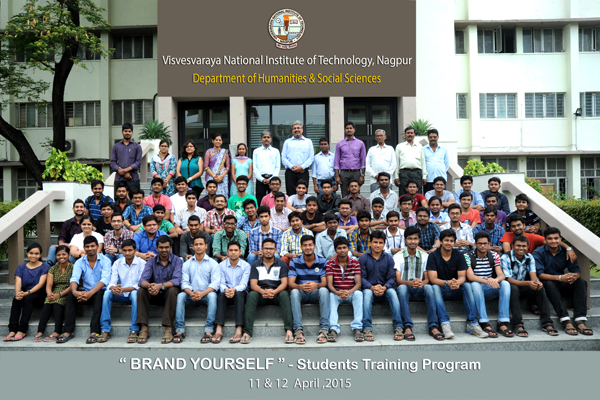 Visvesvaraya National Institute of Technology, Nagpur
Department of Humanities & Social Sciences
“ BRAND YOURSELF ” - Students Training Program
11 & 12 April ,2015